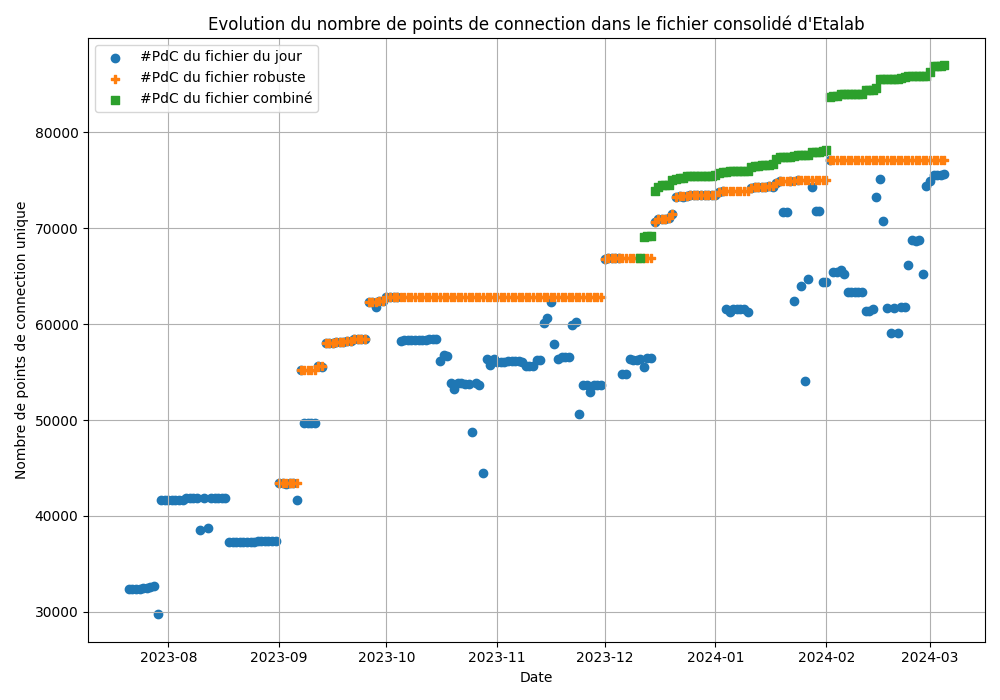 Evolution du nombre de points de connection dans le fichier consolidé d'Etalab
#PdC du fichier du jour
#PdC du fichier robuste
#PdC du fichier combiné
Nombre de points de connection unique
80000
70000
60000
50000
40000
30000
2023-08
2023-09
2023-10
2023-11
2023-12
2024-01
2024-02
2024-03
Date